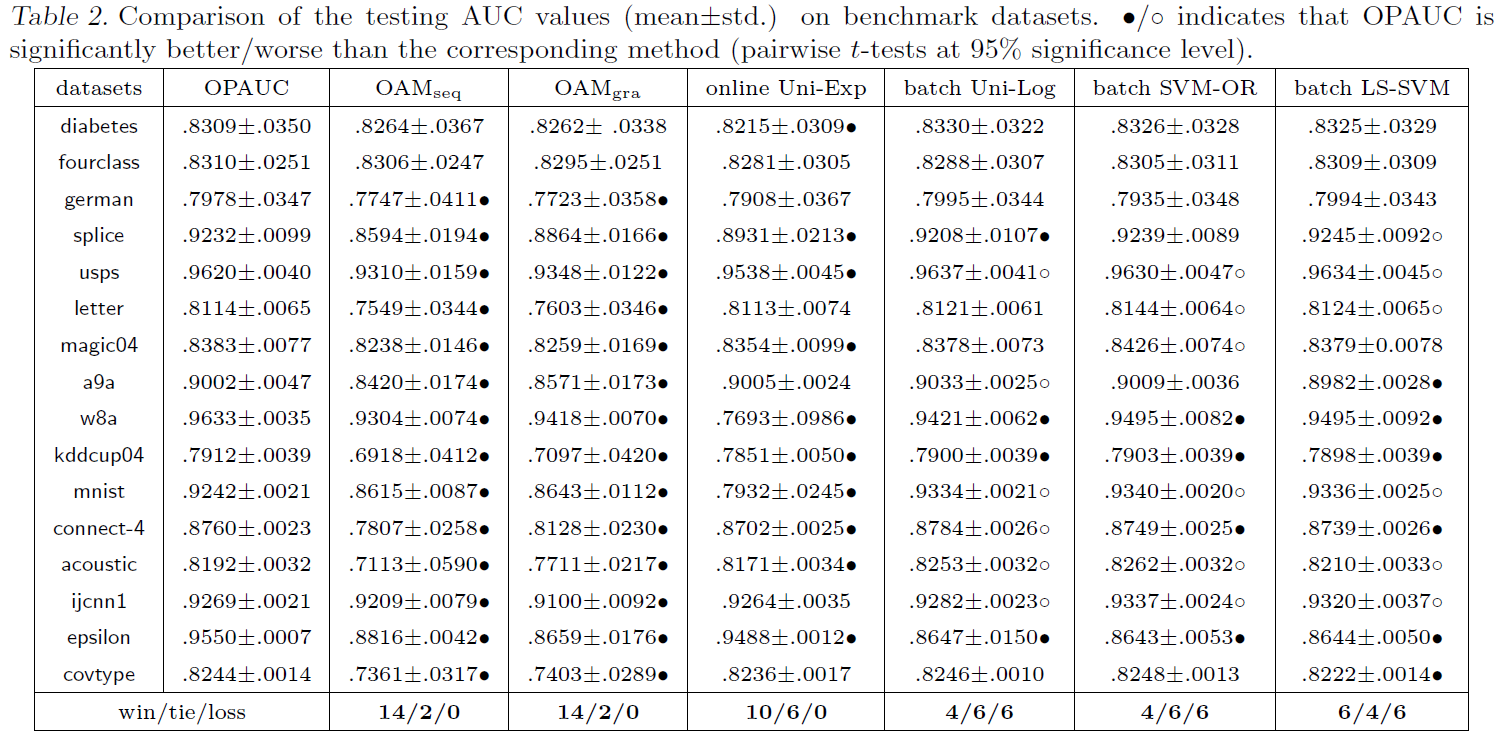 Table 2. Comparison of the testing AUC values (mean±std.) on benchmark datasets. ●/○ indicates that OPAUC is
significantly better/worse than the corresponding method (pairwise t-tests at 95% significance level).
datasets OPAUC OAMseq OAMgra online Uni-Exp batch Uni-Log batch SVM-OR batch LS-SVM
diabetes .8309±.0350 .8264±.0367 .8262± .0338 .8215±.0309● .8330±.0322 .8326±.0328 .8325±.0329
fourclass .8310±.0251 .8306±.0247 .8295±.0251 .8281±.0305 .8288±.0307 .8305±.0311 .8309±.0309
german .7978±.0347 .7747±.0411● .7723±.0358● .7908±.0367 .7995±.0344 .7935±.0348 .7994±.0343
splice .9232±.0099 .8594±.0194● .8864±.0166● .8931±.0213● .9208±.0107● .9239±.0089 .9245±.0092○
usps .9620±.0040 .9310±.0159● .9348±.0122● .9538±.0045● .9637±.0041○ .9630±.0047○ .9634±.0045○
letter .8114±.0065 .7549±.0344● .7603±.0346● .8113±.0074 .8121±.0061 .8144±.0064○ .8124±.0065○
magic04 .8383±.0077 .8238±.0146● .8259±.0169● .8354±.0099● .8378±.0073 .8426±.0074○ .8379±0.0078
a9a .9002±.0047 .8420±.0174● .8571±.0173● .9005±.0024 .9033±.0025○ .9009±.0036 .8982±.0028●
w8a .9633±.0035 .9304±.0074● .9418±.0070● .7693±.0986● .9421±.0062● .9495±.0082● .9495±.0092●
kddcup04 .7912±.0039 .6918±.0412● .7097±.0420● .7851±.0050● .7900±.0039● .7903±.0039● .7898±.0039●
mnist .9242±.0021 .8615±.0087● .8643±.0112● .7932±.0245● .9334±.0021○ .9340±.0020○ .9336±.0025○
connect-4 .8760±.0023 .7807±.0258● .8128±.0230● .8702±.0025● .8784±.0026○ .8749±.0025● .8739±.0026●
acoustic .8192±.0032 .7113±.0590● .7711±.0217● .8171±.0034● .8253±.0032○ .8262±.0032○ .8210±.0033○
ijcnn1 .9269±.0021 .9209±.0079● .9100±.0092● .9264±.0035 .9282±.0023○ .9337±.0024○ .9320±.0037○
epsilon .9550±.0007 .8816±.0042● .8659±.0176● .9488±.0012● .8647±.0150● .8643±.0053● .8644±.0050●
covtype .8244±.0014 .7361±.0317● .7403±.0289● .8236±.0017 .8246±.0010 .8248±.0013 .8222±.0014●
win/tie/loss 14/2/0 14/2/0 10/6/0 4/6/6 4/6/6 6/4/6